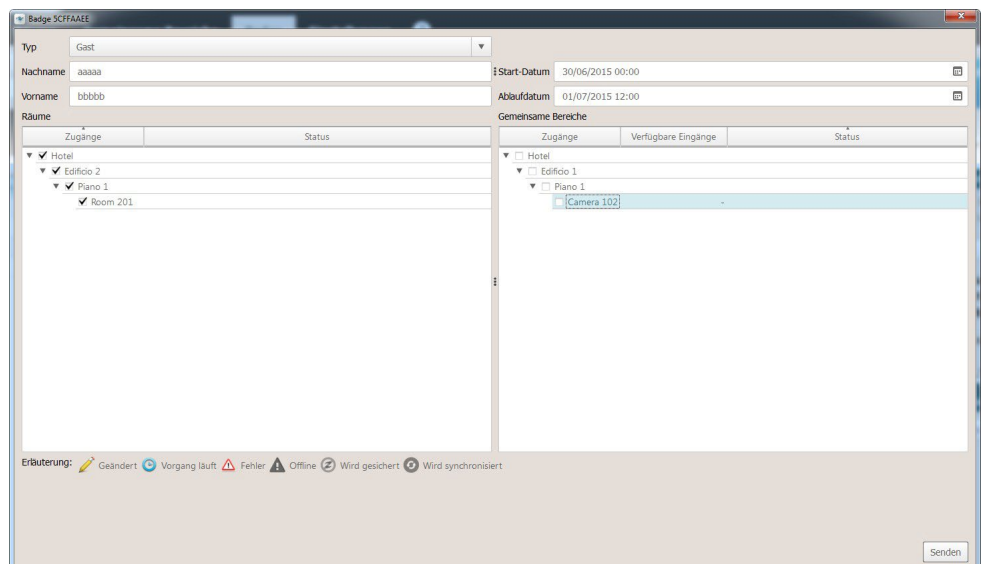 Badge 5CFFAAEE
Typ Gast
Nachname aaaaa Start-Datum 30/06/2015 00:00
Vorname bbbbb Ablaufdatum 01/07/2015 12:00
Räume Gemeinsame Bereiche
Zugänge Status Zugänge Verfügbare Eingänge Status
Hotel Hotel
Edificio 2 Edificio 1
Piano 1 Piano 1
Room 201 Camera 102 -
Erläuterung: Geändert Vorgang läuft Fehler Offline Wird gesichert Wird synchronisiert
Senden